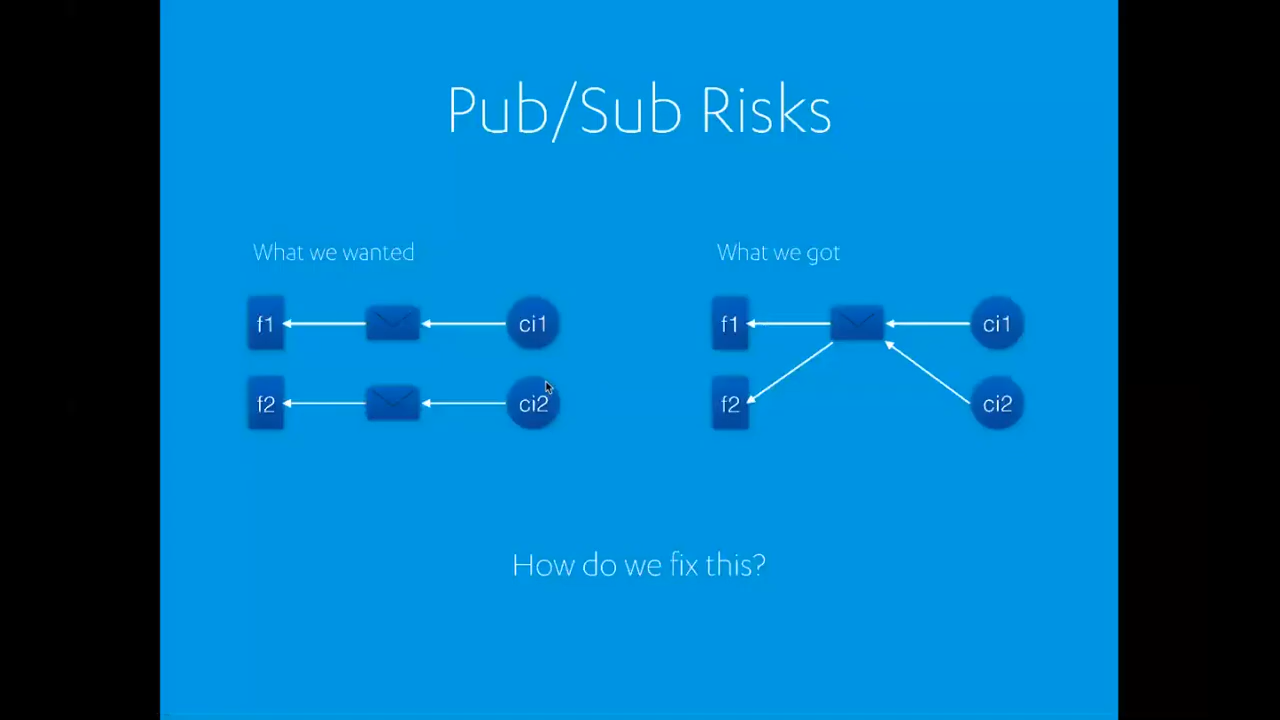 Pub/Sub Risks
What we wanted
What we got
f1
ci1
f1
ci1
f2
ci2
f2
ci2
How do we fix this?